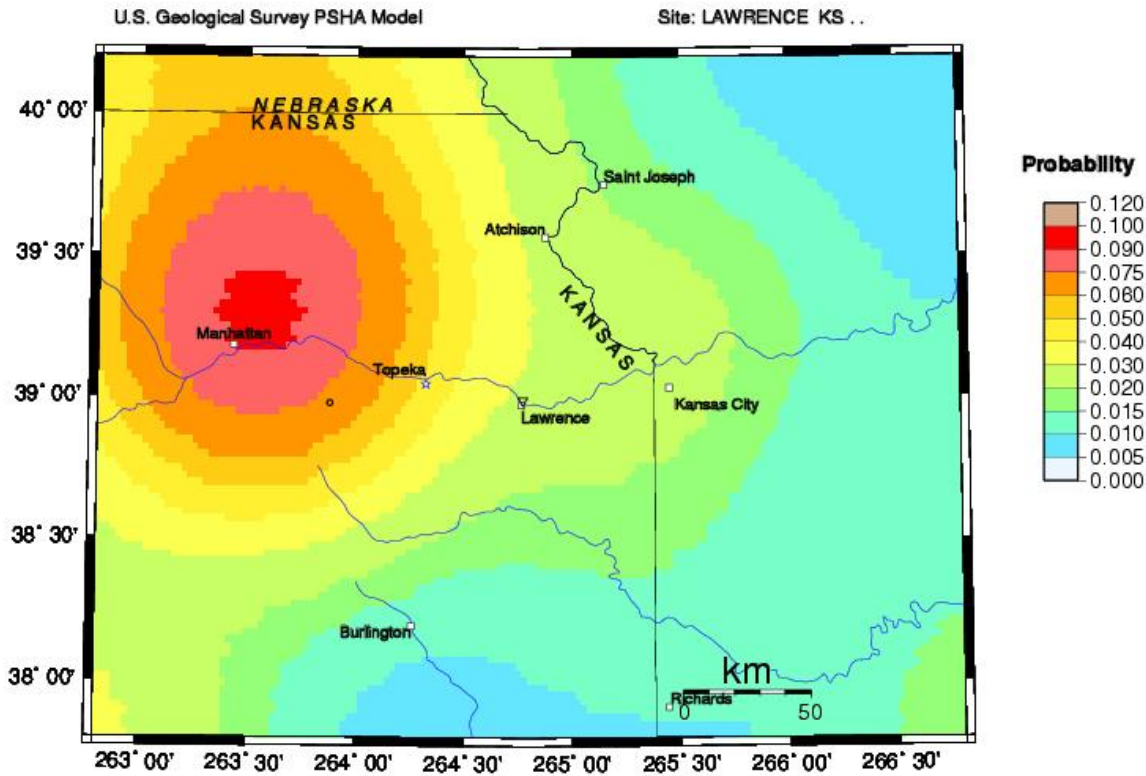 U.S. Geological Survey PSHA Model
Site: LAWRENCE KS . .
40° 00'
39° 30'
39° 00'
38° 30'
38° 00'
NEBRASKA
KANSAS
Saint Joseph
Atchison
KANSAS
Manhattan
Topeka
Lawrence
Kansas City
Burlington
km
Richards
0 50
263° 00' 263° 30' 264° 00' 264° 30' 265° 00' 265° 30' 266° 00' 266° 30'
Probability
0.120
0.100
0.090
0.075
0.060
0.050
0.040
0.030
0.020
0.015
0.010
0.005
0.000